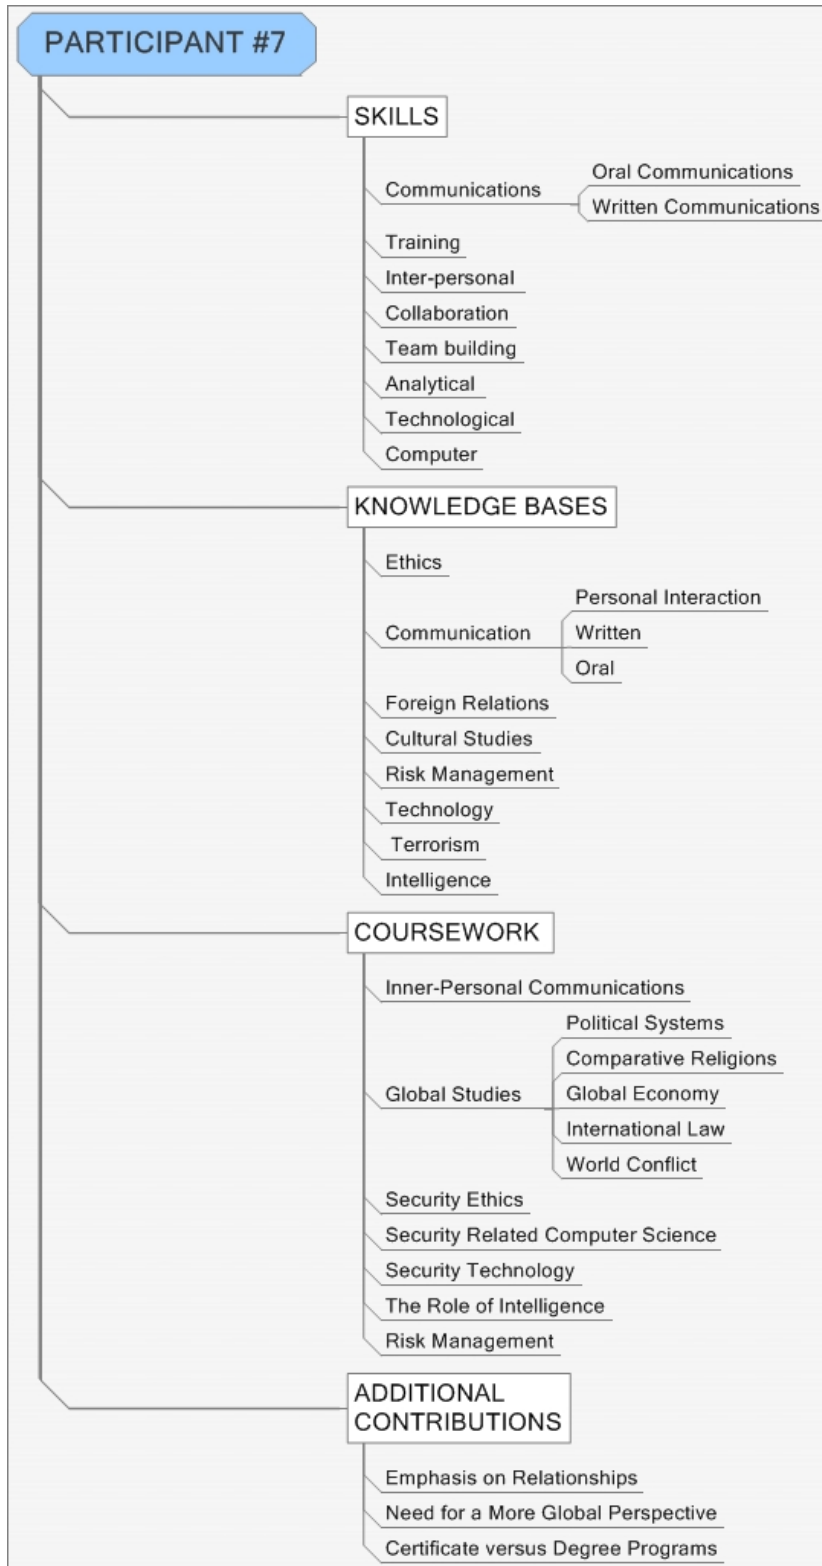 PARTICIPANT #7
SKILLS
Communications
Oral Communications
Written Communications
Training
Inter-personal
Collaboration
Team building
Analytical
Technological
Computer
KNOWLEDGE BASES
Ethics
Communication
Personal Interaction
Written
Oral
Foreign Relations
Cultural Studies
Risk Management
Technology
Terrorism
Intelligence
COURSEWORK
Inner-Personal Communications
Global Studies
Political Systems
Comparative Religions
Global Economy
International Law
World Conflict
Security Ethics
Security Related Computer Science
Security Technology
The Role of Intelligence
Risk Management
ADDITIONAL
CONTRIBUTIONS
Emphasis on Relationships
Need for a More Global Perspective
Certificate versus Degree Programs